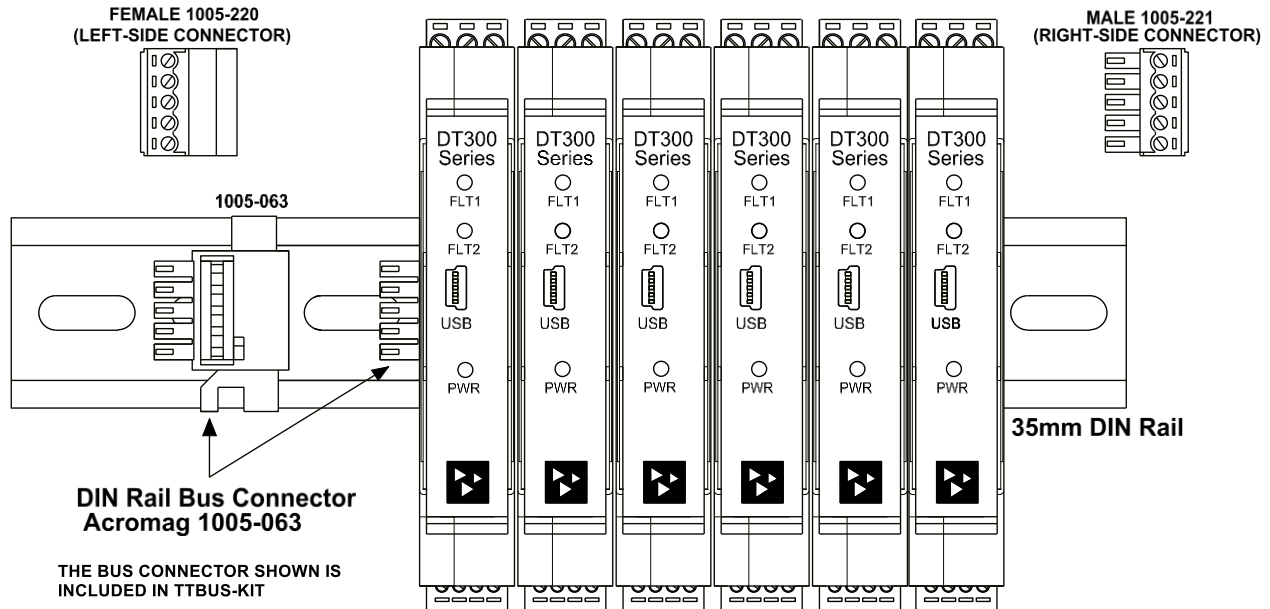 FEMALE 1005-220
(LEFT-SIDE CONNECTOR)
MALE 1005-221
(RIGHT-SIDE CONNECTOR)
1005-063
DT300
Series
FLT1
FLT2
USB
PWR
DT300
Series
FLT1
FLT2
USB
PWR
DT300
Series
FLT1
FLT2
USB
PWR
DT300
Series
FLT1
FLT2
USB
PWR
DT300
Series
FLT1
FLT2
USB
PWR
DT300
Series
FLT1
FLT2
USB
PWR
35mm DIN Rail
DIN Rail Bus Connector
Acromag 1005-063
THE BUS CONNECTOR SHOWN IS
INCLUDED IN TTBUS-KIT